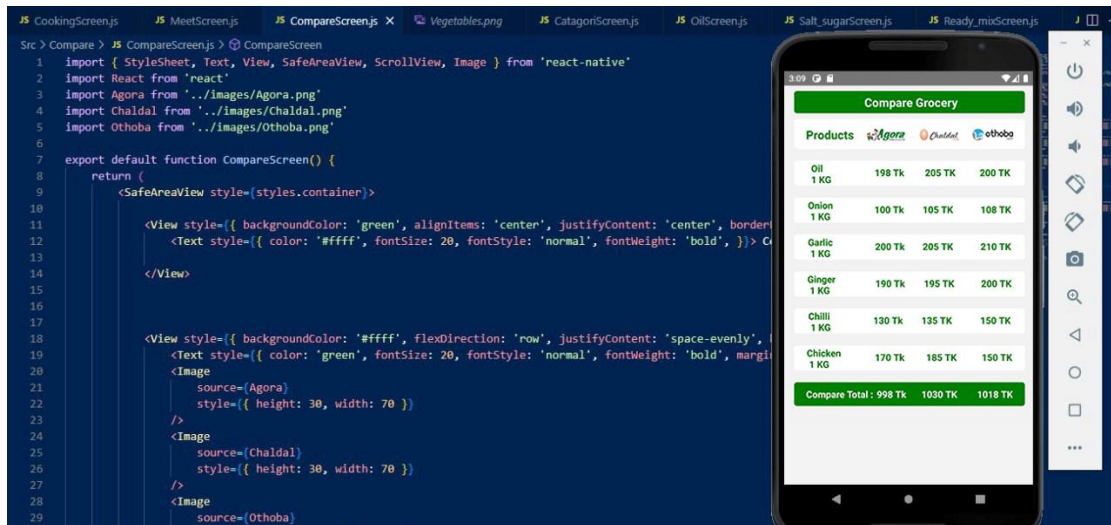 JS CookingScreen.js JS MeetScreen.js JS CompareScreen.js × Vegetables.png JS CatagoriScreen.js JS OilScreen.js JS Salt_sugarScreen.js JS Ready_mixScreen.js J
Src > Compare > JS CompareScreen.js > CompareScreen
1 import { StyleSheet, Text, View, SafeAreaView, ScrollView, Image } from 'react-native'
2 import React from 'react'
3 import Agora from '../images/Agora.png'
4 import Chaldal from '../images/Chaldal.png'
5 import Othoba from '../images/Othoba.png'
6
7 export default function CompareScreen() {
8 return (
9 <SafeAreaView style={styles.container}>
10
11 <View style={{ backgroundColor: 'green', alignItems: 'center', justifyContent: 'center', border
12 <Text style={{ color: '#ffff', fontSize: 20, fontStyle: 'normal', fontWeight: 'bold', }}> C
13
14 </View>
15
16
17
18 <View style={{ backgroundColor: '#ffff', flexDirection: 'row', justifyContent: 'space-evenly',
19 <Text style={{ color: 'green', fontSize: 20, fontStyle: 'normal', fontWeight: 'bold', margi
20 <Image
21 source={Agora}
22 style={{ height: 30, width: 70 }}
23 />
24 <Image
25 source={Chaldal}
26 style={{ height: 30, width: 70 }}
27 />
28 <Image
29 source={Othoba}
3:09
Compare Grocery
Products Agora Chaldal othoba
Oil
1 KG 198 Tk 205 TK 200 TK
Onion
1 KG 100 Tk 105 TK 108 TK
Garlic
1 KG 200 Tk 205 TK 210 TK
Ginger
1 KG 190 Tk 195 TK 200 TK
Chilli
1 KG 130 Tk 135 TK 150 TK
Chicken
1 KG 170 Tk 185 TK 150 TK
Compare Total : 998 Tk 1030 TK 1018 TK